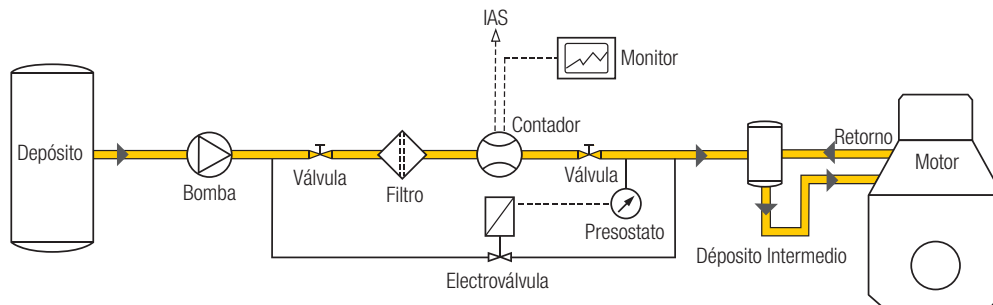 IAS
Monitor
Contador
Depósito
Retorno
Motor
Bomba
Válvula
Filtro
Válvula
Presostato
Déposito Intermedio
Electroválvula